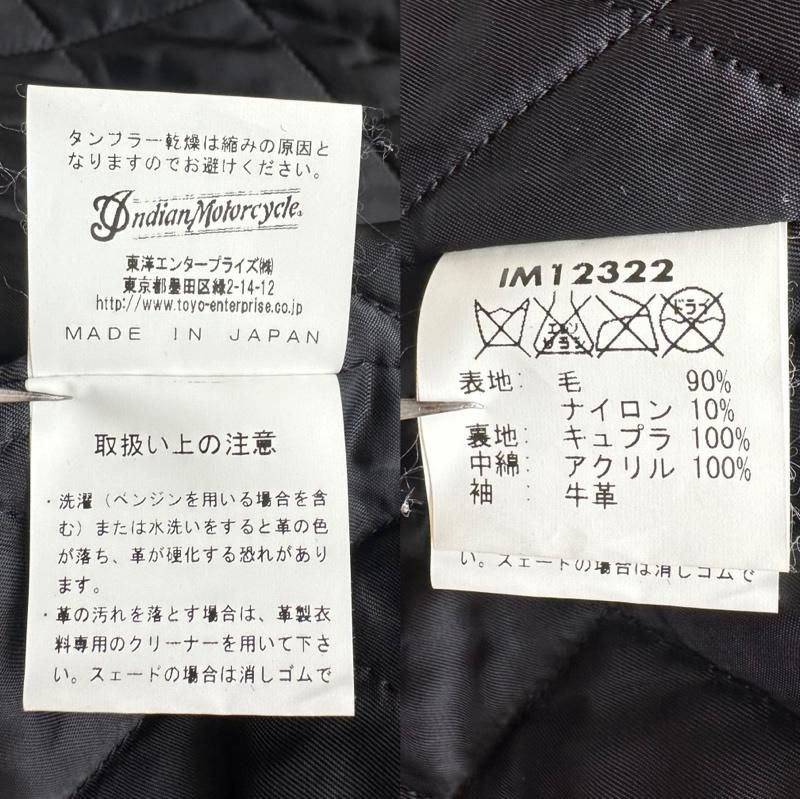 タンブラー乾燥は縮みの原因と
なりますのでお避けください。
Indian Motorcycle
東洋エンタープライズ㈱
東京都墨田区緑2-14-12
http://www.toyo-enterprise.co.jp
MADE IN JAPAN
取扱い上の注意
・洗濯（ベンジンを用いる場合を含
む）または水洗いをすると革の色
が落ち、革が硬化する恐れがあり
ます。
・革の汚れを落とす場合は、革製衣
料専用のクリーナーを用いて下さ
い。スェードの場合は消しゴムで
IM12322
エンソ
サラシ
ドライ
表地： 毛 90%
ナイロン 10%
裏地： キュプラ 100%
中綿： アクリル 100%
袖 ： 牛革
い。スェードの場合は消しゴムで